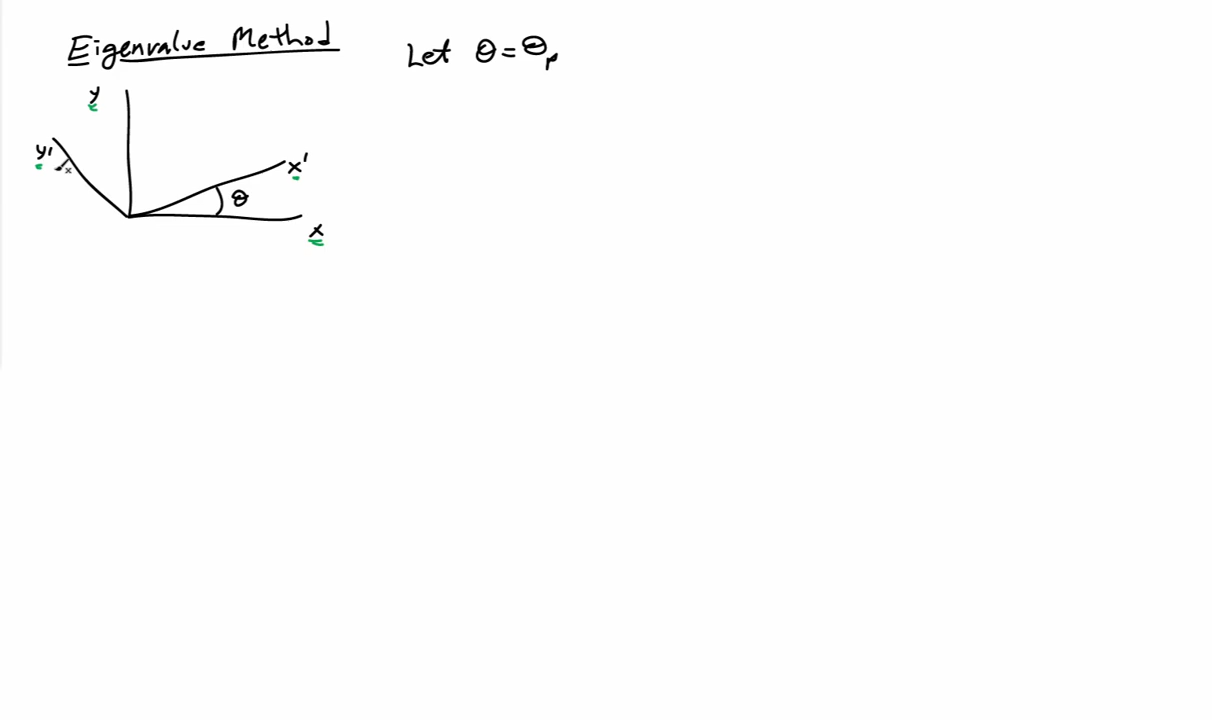 Eigenvalue Method
Let θ = θp
y
y'
x'
θ
x